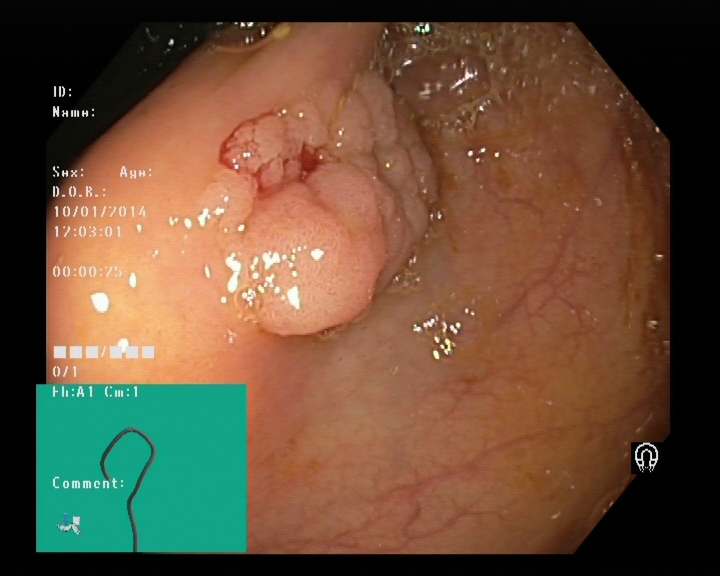 ID:
Name:
Sex: Age:
D.O.B.:
10/01/2014
12:03:01
00:00:25
0/1
Eh:A1 Cm:1
Comment: